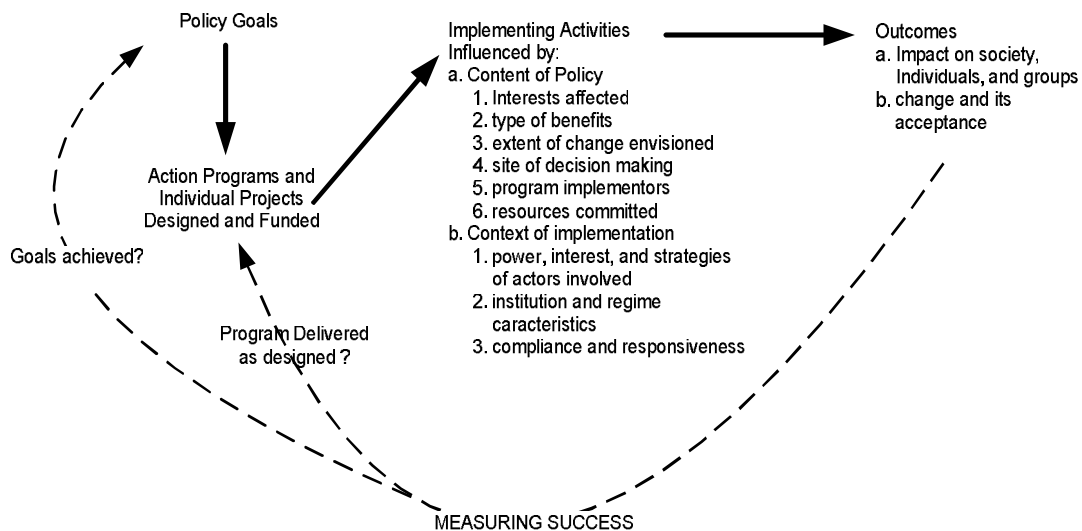 Policy Goals
Action Programs and
Individual Projects
Designed and Funded
Goals achieved?
Program Delivered
as designed ?
Implementing Activities
Influenced by:
a. Content of Policy
1. Interests affected
2. type of benefits
3. extent of change envisioned
4. site of decision making
5. program implementors
6. resources committed
b. Context of implementation
1. power, interest, and strategies
of actors involved
2. institution and regime
caracteristics
3. compliance and responsiveness
Outcomes
a. Impact on society,
Individuals, and groups
b. change and its
acceptance
MEASURING SUCCESS